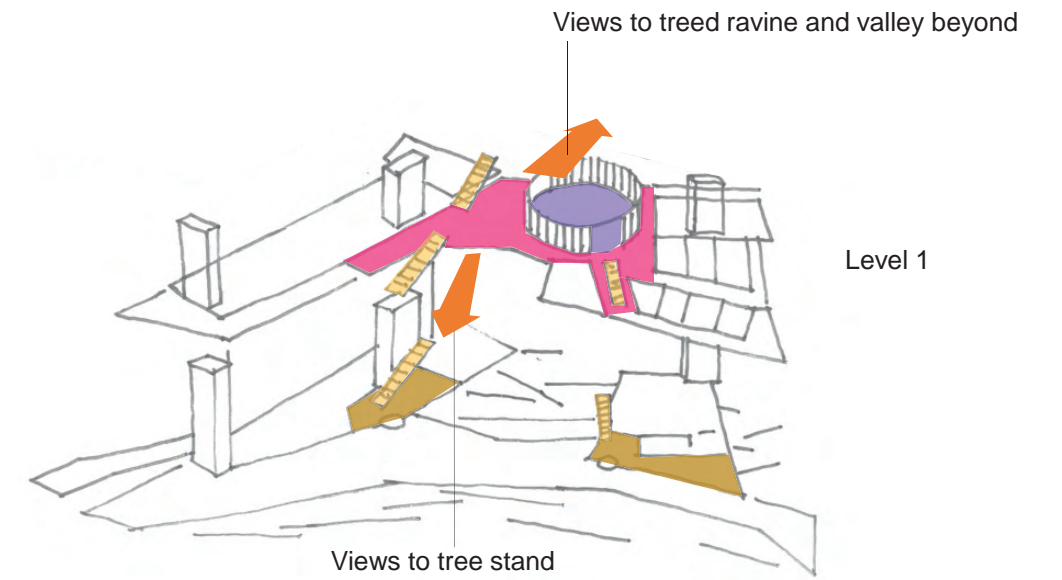 Views to treed ravine and valley beyond
Level 1
Views to tree stand